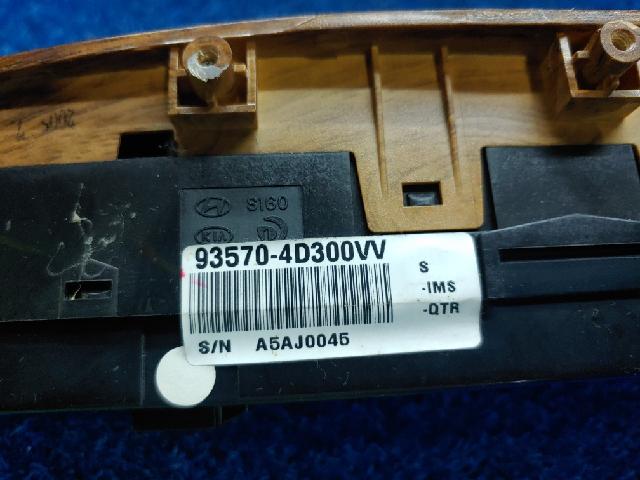 S160
KIA
93570-4D300VV
S
-IMS
-QTR
S/N A5AJ0045